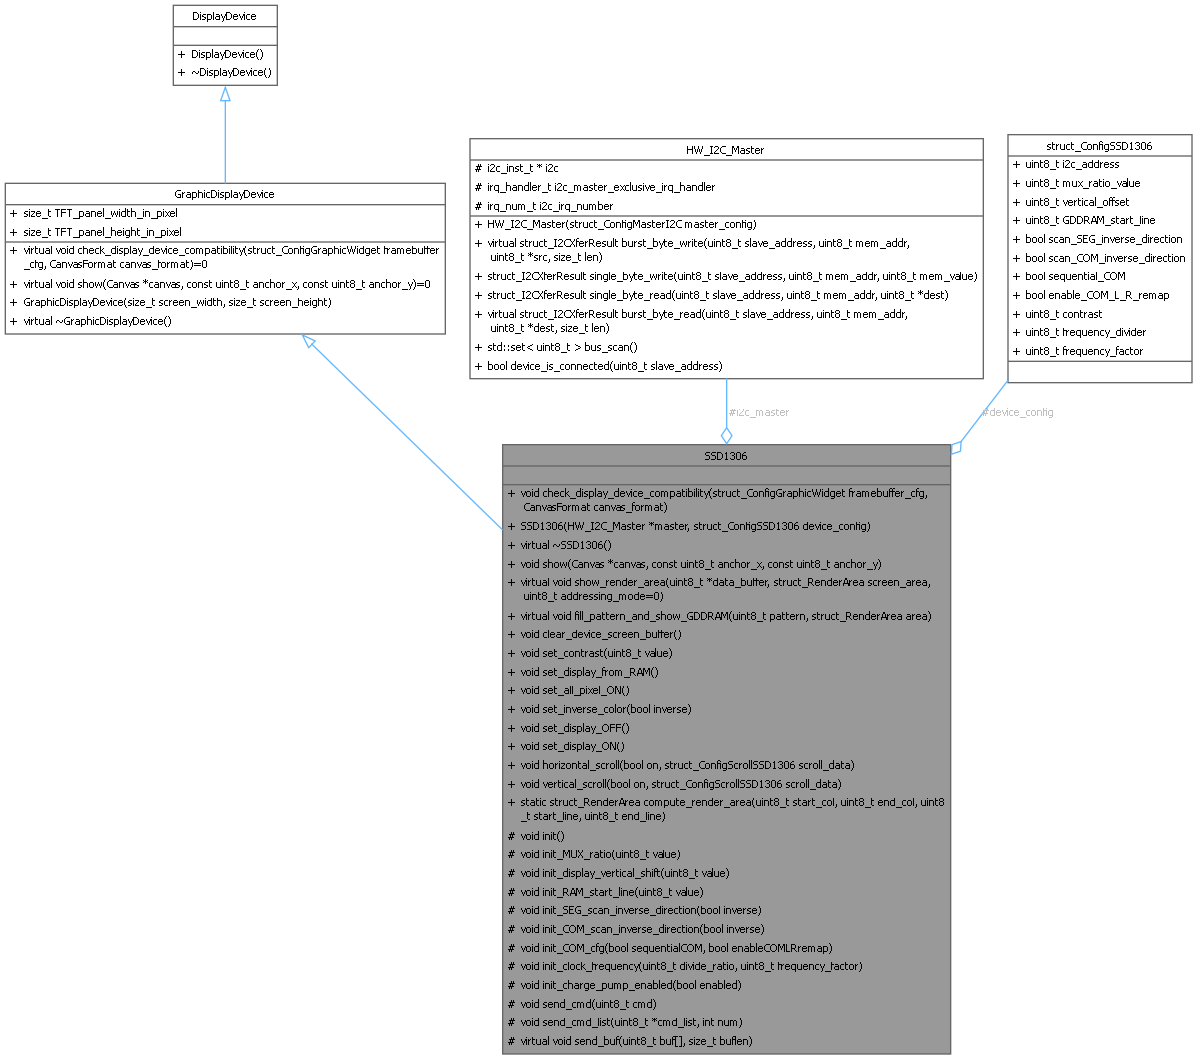 DisplayDevice
+ DisplayDevice()
+ ~DisplayDevice()
GraphicDisplayDevice
+ size_t TFT_panel_width_in_pixel
+ size_t TFT_panel_height_in_pixel
+ virtual void check_display_device_compatibility(struct_ConfigGraphicWidget framebuffer
_cfg, CanvasFormat canvas_format)=0
+ virtual void show(Canvas *canvas, const uint8_t anchor_x, const uint8_t anchor_y)=0
+ GraphicDisplayDevice(size_t screen_width, size_t screen_height)
+ virtual ~GraphicDisplayDevice()
HW_I2C_Master
# i2c_inst_t * i2c
# irq_handler_t i2c_master_exclusive_irq_handler
# irq_num_t i2c_irq_number
+ HW_I2C_Master(struct_ConfigMasterI2C master_config)
+ virtual struct_I2CXferResult burst_byte_write(uint8_t slave_address, uint8_t mem_addr,
uint8_t *src, size_t len)
+ struct_I2CXferResult single_byte_write(uint8_t slave_address, uint8_t mem_addr, uint8_t mem_value)
+ struct_I2CXferResult single_byte_read(uint8_t slave_address, uint8_t mem_addr, uint8_t *dest)
+ virtual struct_I2CXferResult burst_byte_read(uint8_t slave_address, uint8_t mem_addr,
uint8_t *dest, size_t len)
+ std::set< uint8_t > bus_scan()
+ bool device_is_connected(uint8_t slave_address)
struct_ConfigSSD1306
+ uint8_t i2c_address
+ uint8_t mux_ratio_value
+ uint8_t vertical_offset
+ uint8_t GDDRAM_start_line
+ bool scan_SEG_inverse_direction
+ bool scan_COM_inverse_direction
+ bool sequential_COM
+ bool enable_COM_L_R_remap
+ uint8_t contrast
+ uint8_t frequency_divider
+ uint8_t frequency_factor
#i2c_master
#device_config
SSD1306
+ void check_display_device_compatibility(struct_ConfigGraphicWidget framebuffer_cfg,
CanvasFormat canvas_format)
+ SSD1306(HW_I2C_Master *master, struct_ConfigSSD1306 device_config)
+ virtual ~SSD1306()
+ void show(Canvas *canvas, const uint8_t anchor_x, const uint8_t anchor_y)
+ virtual void show_render_area(uint8_t *data_buffer, struct_RenderArea screen_area,
uint8_t addressing_mode=0)
+ virtual void fill_pattern_and_show_GDDRAM(uint8_t pattern, struct_RenderArea area)
+ void clear_device_screen_buffer()
+ void set_contrast(uint8_t value)
+ void set_display_from_RAM()
+ void set_all_pixel_ON()
+ void set_inverse_color(bool inverse)
+ void set_display_OFF()
+ void set_display_ON()
+ void horizontal_scroll(bool on, struct_ConfigScrollSSD1306 scroll_data)
+ void vertical_scroll(bool on, struct_ConfigScrollSSD1306 scroll_data)
+ static struct_RenderArea compute_render_area(uint8_t start_col, uint8_t end_col, uint8
_t start_line, uint8_t end_line)
# void init()
# void init_MUX_ratio(uint8_t value)
# void init_display_vertical_shift(uint8_t value)
# void init_RAM_start_line(uint8_t value)
# void init_SEG_scan_inverse_direction(bool inverse)
# void init_COM_scan_inverse_direction(bool inverse)
# void init_COM_cfg(bool sequentialCOM, bool enableCOMLRremap)
# void init_clock_frequency(uint8_t divide_ratio, uint8_t frequency_factor)
# void init_charge_pump_enabled(bool enabled)
# void send_cmd(uint8_t cmd)
# void send_cmd_list(uint8_t *cmd_list, int num)
# virtual void send_buf(uint8_t buf[], size_t buflen)